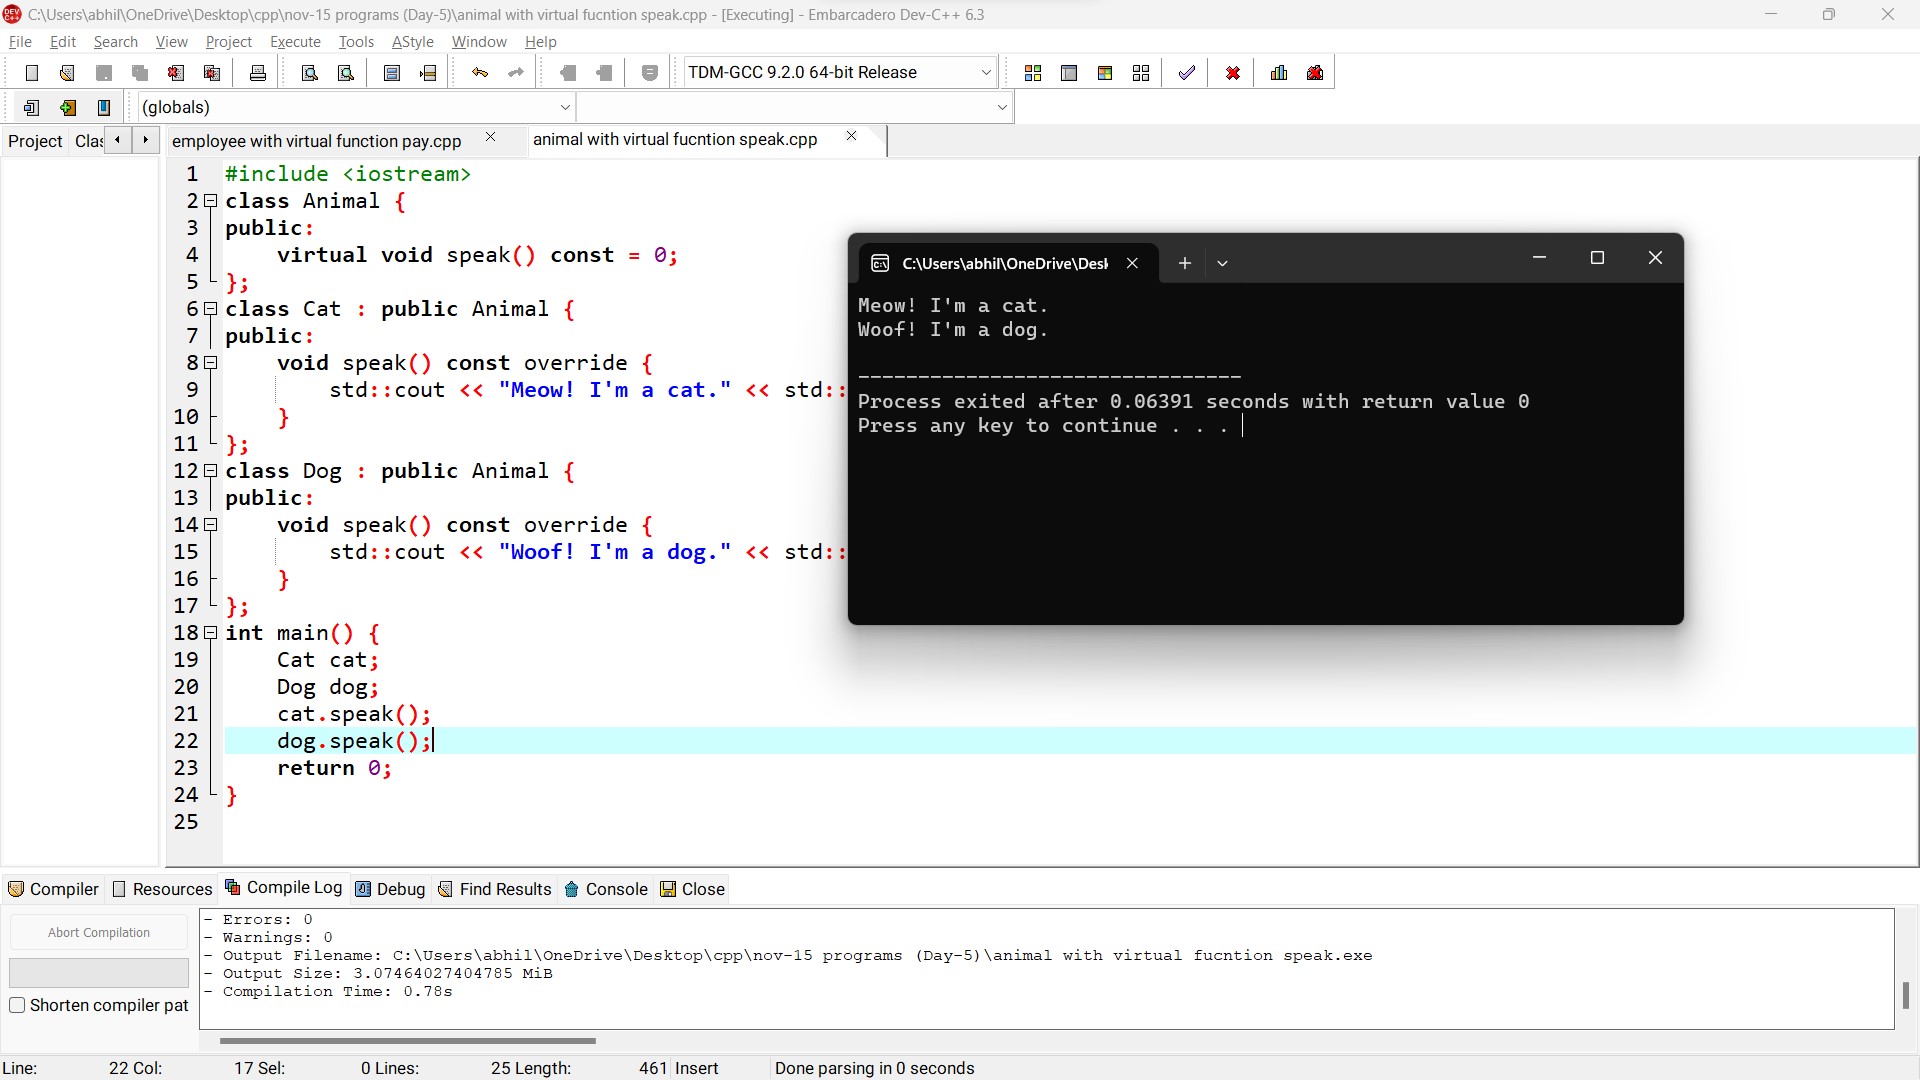 C:\Users\abhil\OneDrive\Desktop\cpp\nov-15 programs (Day-5)\animal with virtual fucntion speak.cpp - [Executing] - Embarcadero Dev-C++ 6.3
File Edit Search View Project Execute Tools AStyle Window Help
TDM-GCC 9.2.0 64-bit Release
(globals)
Project Clas employee with virtual function pay.cpp animal with virtual fucntion speak.cpp
1 #include <iostream>
2 class Animal {
3 public:
4 virtual void speak() const = 0;
5 };
6 class Cat : public Animal {
7 public:
8 void speak() const override {
9 std::cout << "Meow! I'm a cat." << std::
10 }
11 };
12 class Dog : public Animal {
13 public:
14 void speak() const override {
15 std::cout << "Woof! I'm a dog." << std::
16 }
17 };
18 int main() {
19 Cat cat;
20 Dog dog;
21 cat.speak();
22 dog.speak();
23 return 0;
24 }
25
C:\Users\abhil\OneDrive\Desk
Meow! I'm a cat.
Woof! I'm a dog.
--------------------------------
Process exited after 0.06391 seconds with return value 0
Press any key to continue . . .
Compiler Resources Compile Log Debug Find Results Console Close
Abort Compilation
Shorten compiler pat
- Errors: 0
- Warnings: 0
- Output Filename: C:\Users\abhil\OneDrive\Desktop\cpp\nov-15 programs (Day-5)\animal with virtual fucntion speak.exe
- Output Size: 3.07464027404785 MiB
- Compilation Time: 0.78s
Line: 22 Col: 17 Sel: 0 Lines: 25 Length: 461 Insert Done parsing in 0 seconds